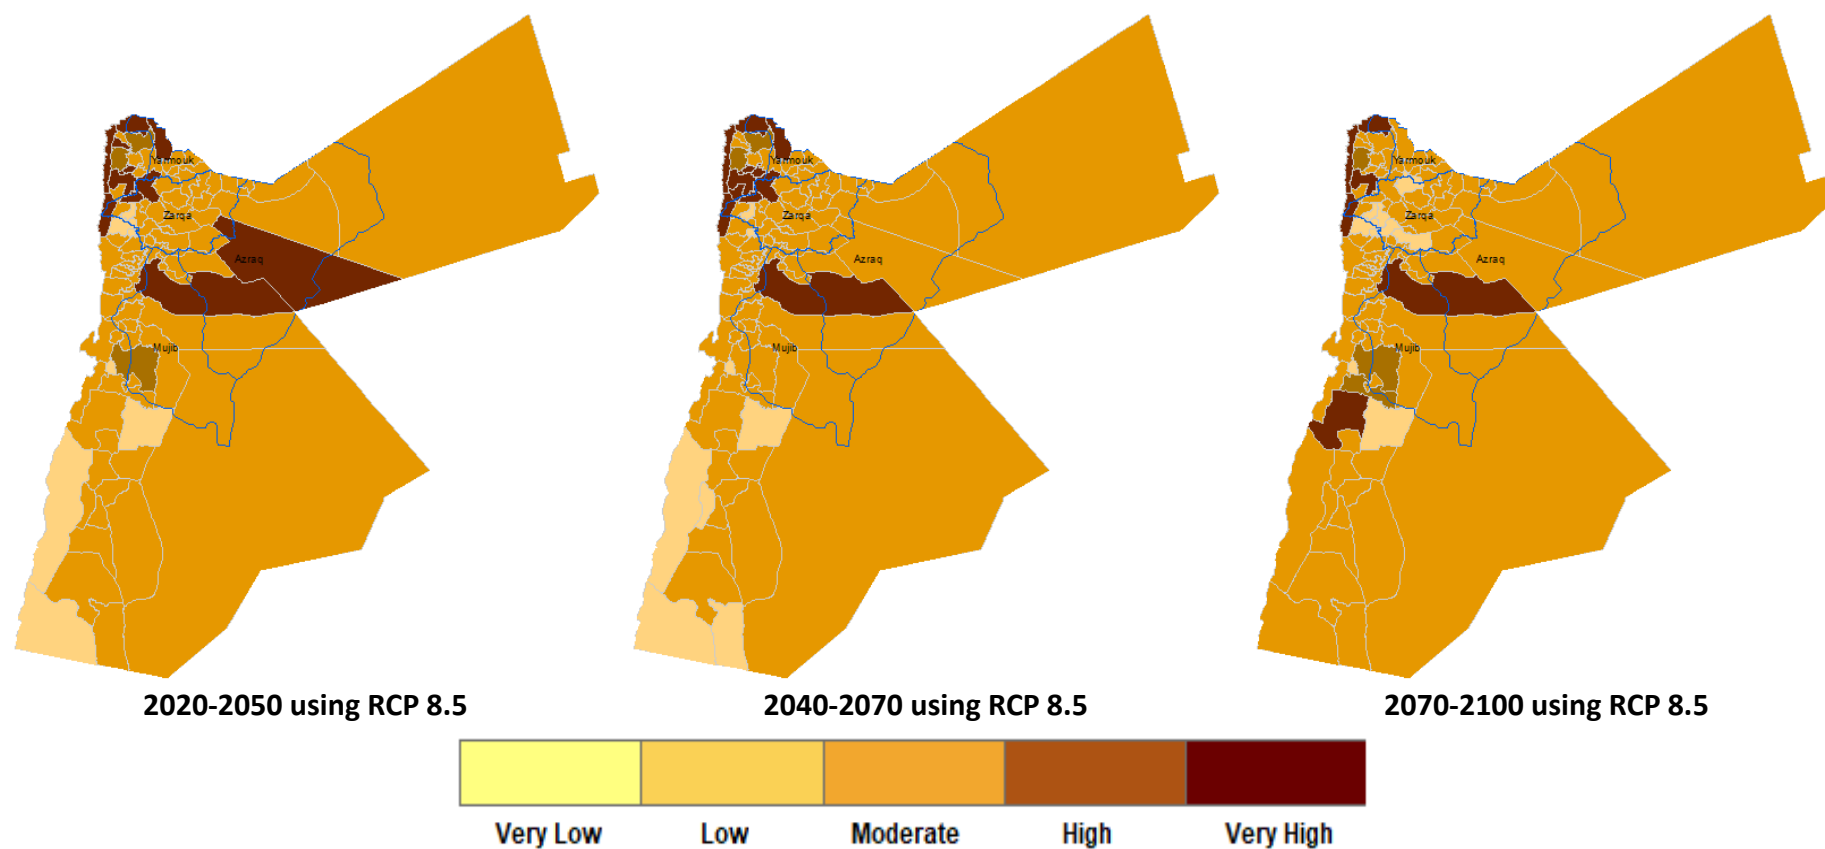 Yarmouk
Zarqa
Azraq
Mujib
Yarmouk
Zarqa
Azraq
Mujib
Yarmouk
Zarqa
Azraq
Mujib
2020-2050 using RCP 8.5
2040-2070 using RCP 8.5
2070-2100 using RCP 8.5
Very Low
Low
Moderate
High
Very High